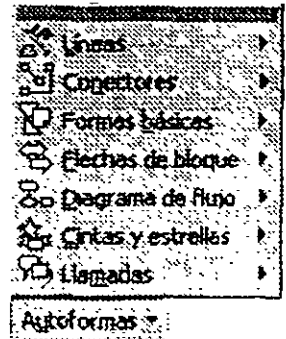 Líneas
Conectores
Formas básicas
Flechas de bloque
Diagrama de flujo
Cintas y estrellas
Llamadas
Autoformas